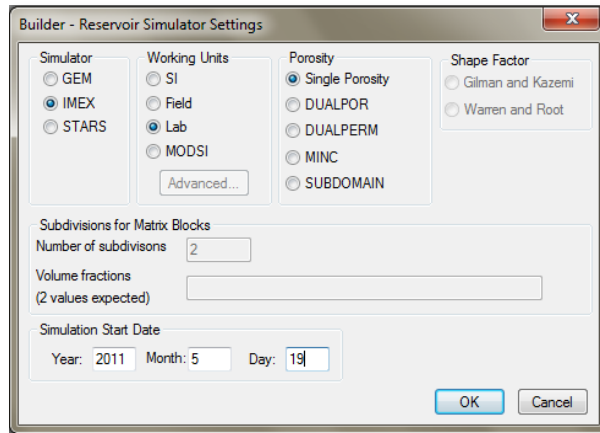 Builder - Reservoir Simulator Settings
Simulator
GEM
IMEX
STARS
Working Units
SI
Field
Lab
MODSI
Advanced...
Porosity
Single Porosity
DUALPOR
DUALPERM
MINC
SUBDOMAIN
Shape Factor
Gilman and Kazemi
Warren and Root
Subdivisions for Matrix Blocks
Number of subdivisons 2
Volume fractions
(2 values expected)
Simulation Start Date
Year: 2011 Month: 5 Day: 19
OK Cancel